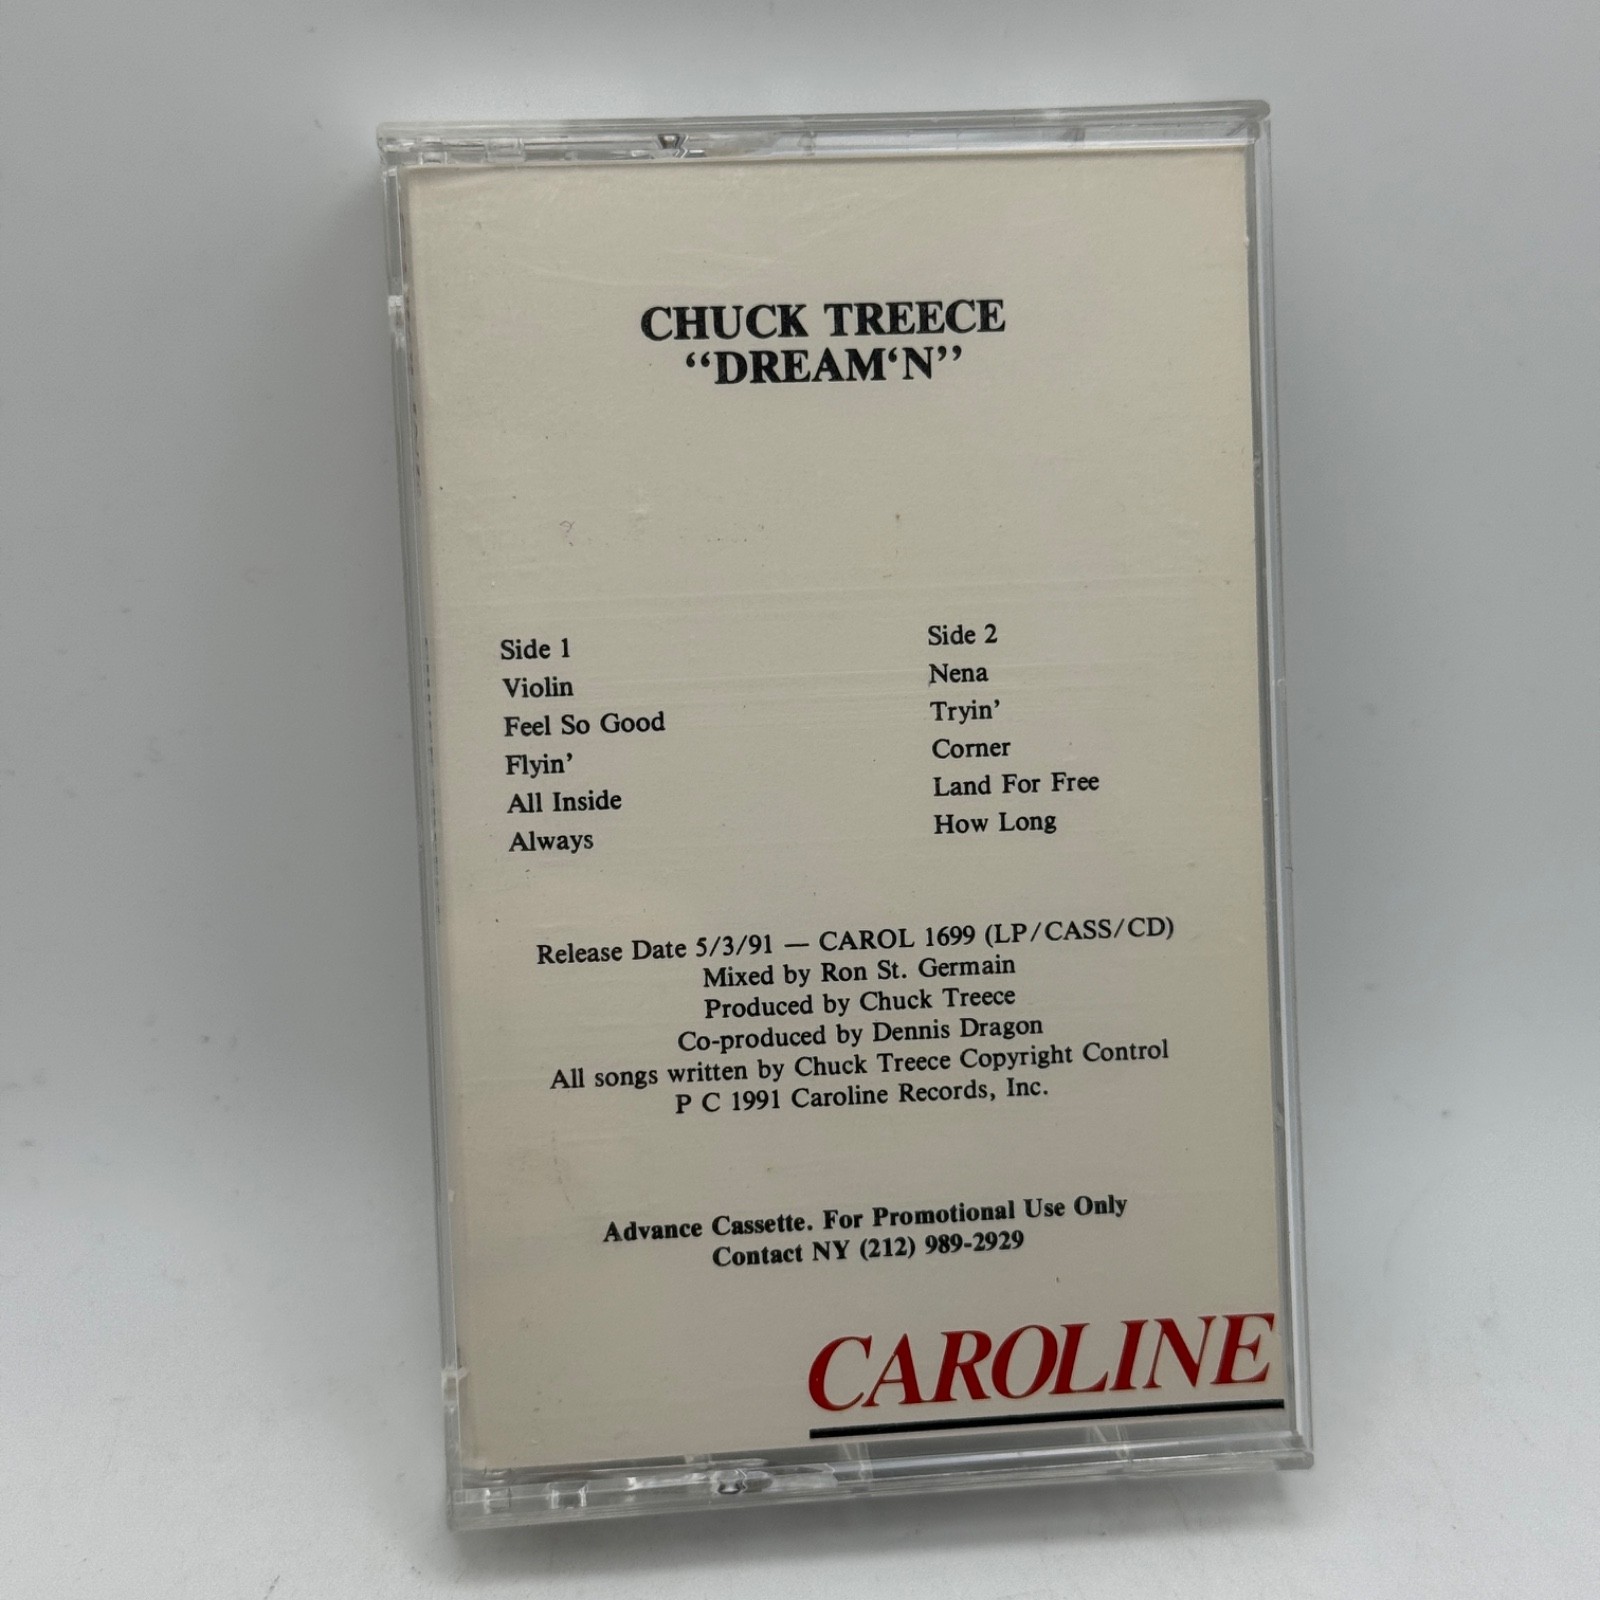 CHUCK TREECE
“DREAM‘N”
Side 1
Violin
Feel So Good
Flyin’
All Inside
Always
Side 2
Nena
Tryin’
Corner
Land For Free
How Long
Release Date 5/3/91 — CAROL 1699 (LP/CASS/CD)
Mixed by Ron St. Germain
Produced by Chuck Treece
Co-produced by Dennis Dragon
All songs written by Chuck Treece Copyright Control
P C 1991 Caroline Records, Inc.
Advance Cassette. For Promotional Use Only
Contact NY (212) 989-2929
CAROLINE